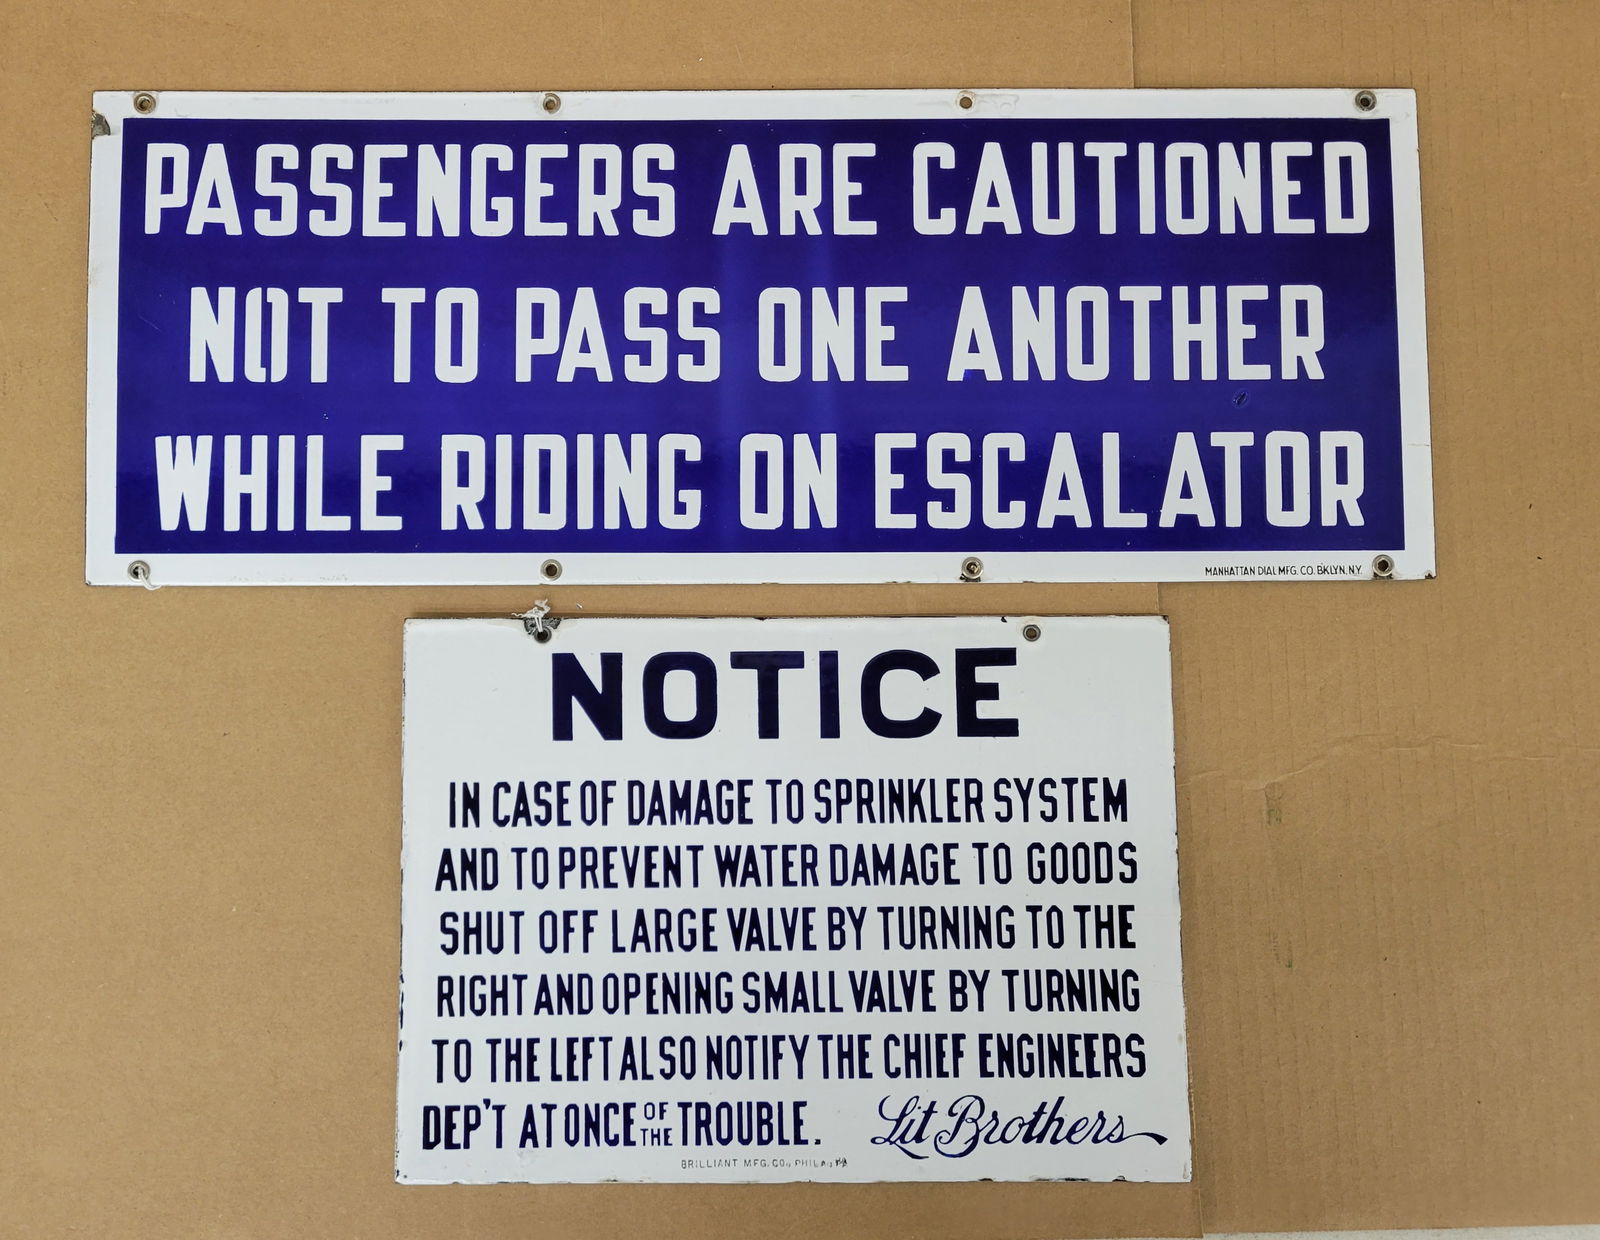 PASSENGERS ARE CAUTIONED
NOT TO PASS ONE ANOTHER
WHILE RIDING ON ESCALATOR
MANHATTAN DIAL MFG. CO. BKLYN. N.Y.
NOTICE
IN CASE OF DAMAGE TO SPRINKLER SYSTEM
AND TO PREVENT WATER DAMAGE TO GOODS
SHUT OFF LARGE VALVE BY TURNING TO THE
RIGHT AND OPENING SMALL VALVE BY TURNING
TO THE LEFT ALSO NOTIFY THE CHIEF ENGINEERS
DEP'T AT ONCE OF THE TROUBLE. Lit Brothers
BRILLIANT MFG. CO., PHILA.